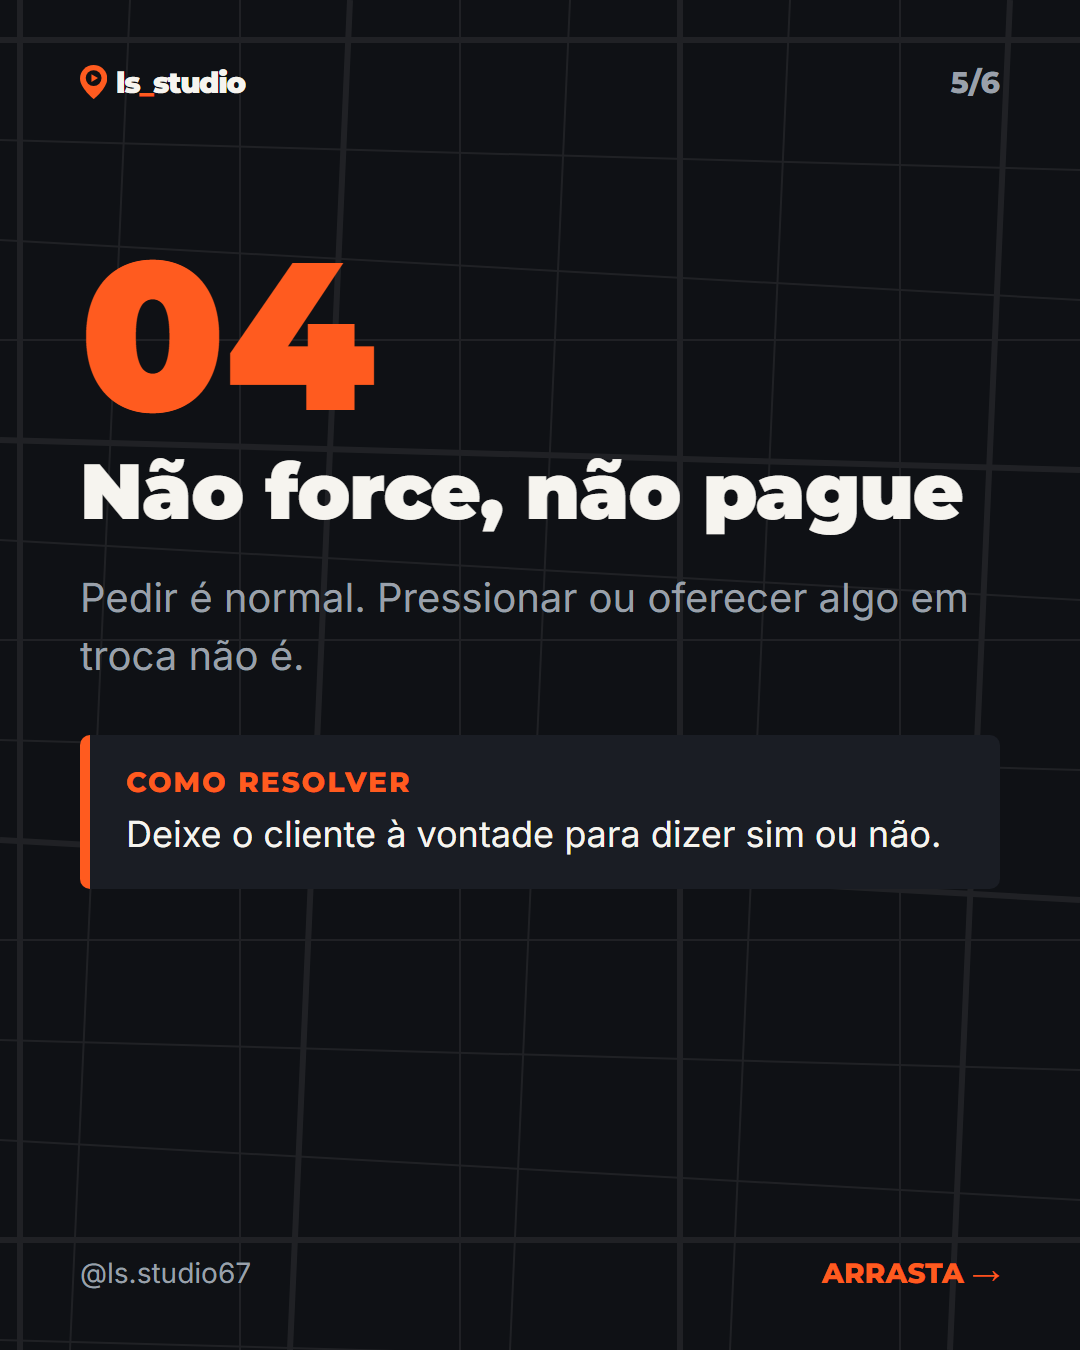 ls_studio
5/6
04
Não force, não pague
Pedir é normal. Pressionar ou oferecer algo em
troca não é.
COMO RESOLVER
Deixe o cliente à vontade para dizer sim ou não.
@ls.studio67
ARRASTA →